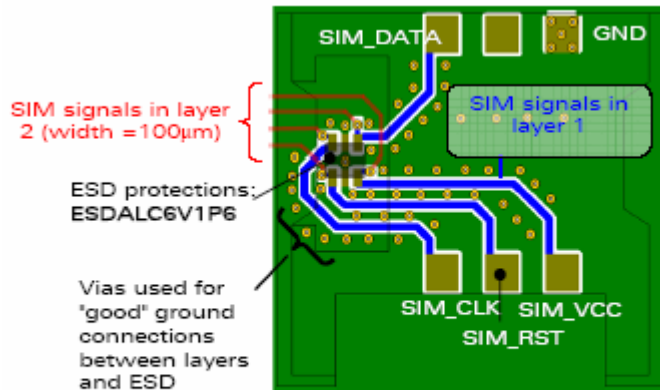 SIM_DATA
GND
SIM signals in layer
2 (width =100µm)
SIM signals in
layer 1
ESD protections:
ESDALC6V1P6
Vias used for
"good" ground
connections
between layers
and ESD
SIM_CLK
SIM_VCC
SIM_RST